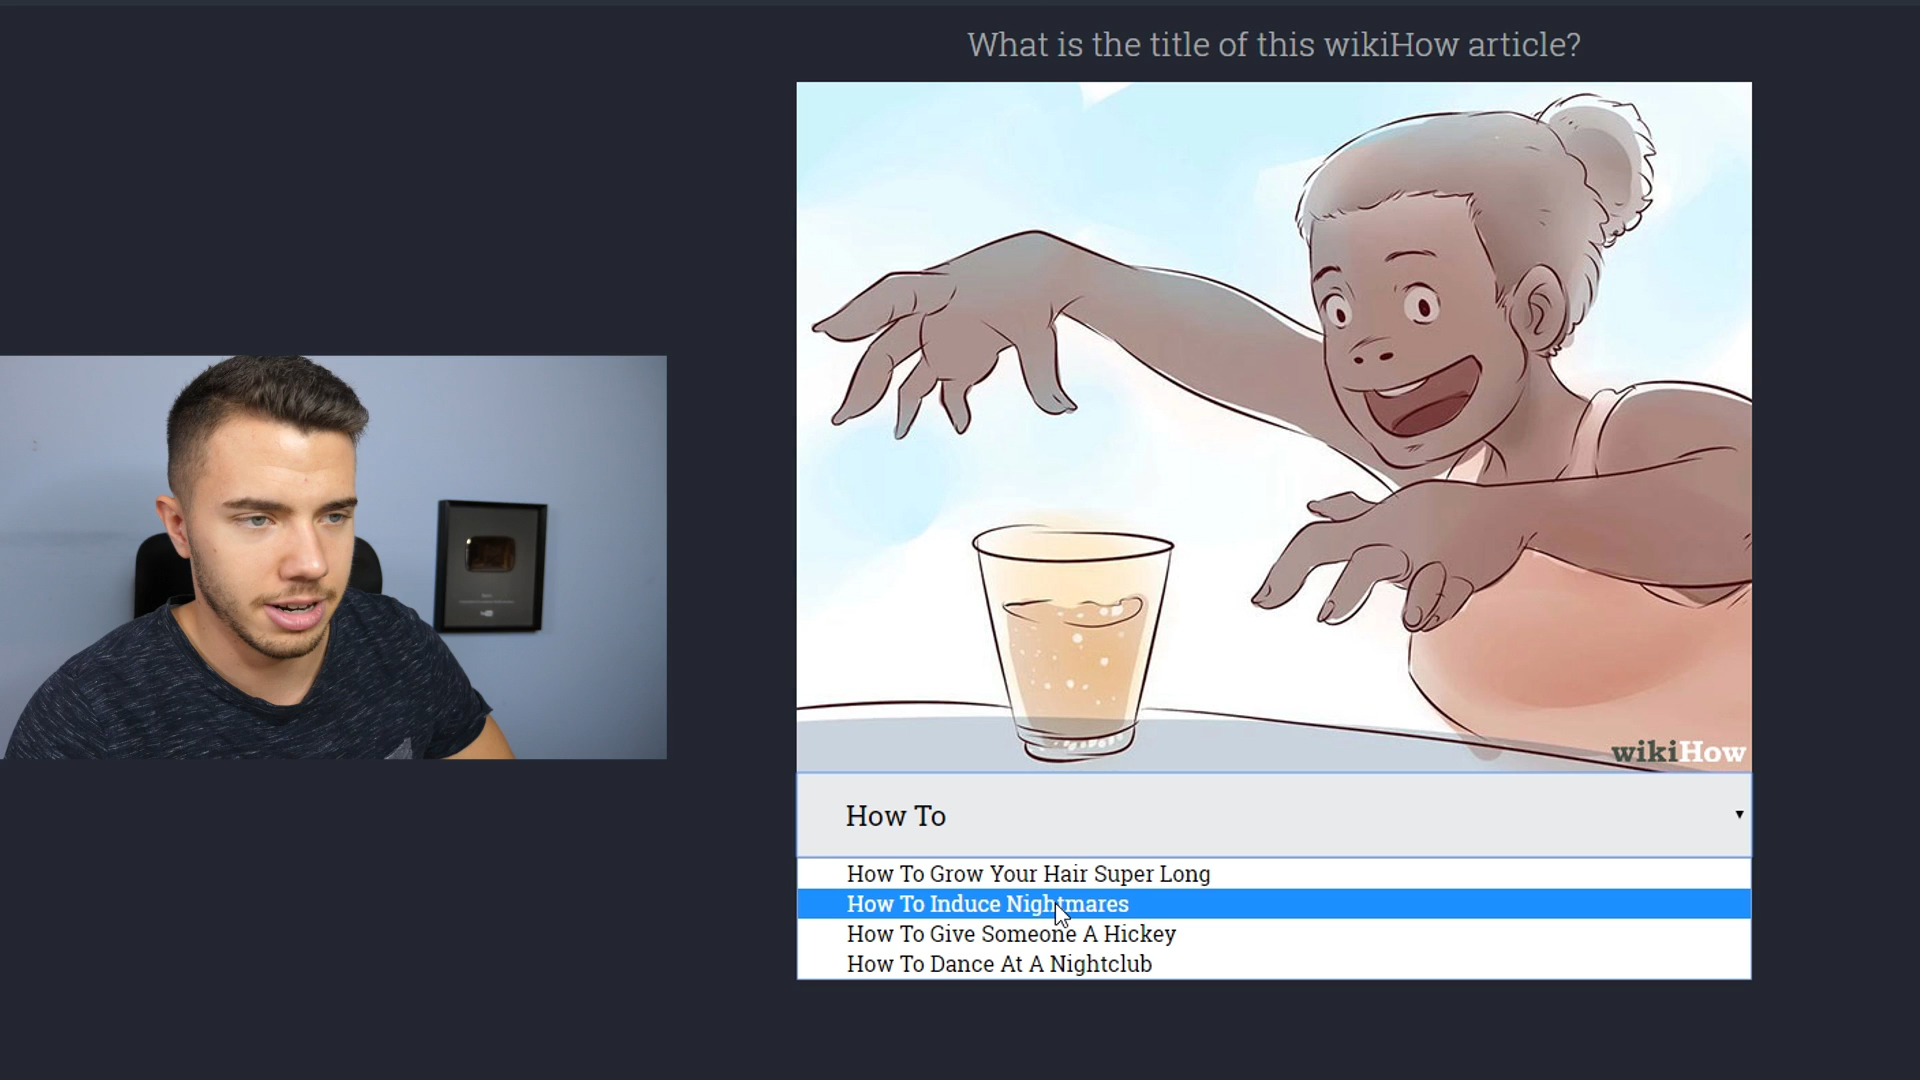 What is the title of this wikiHow article?
wikiHow
How To
How To Grow Your Hair Super Long
How To Induce Nightmares
How To Give Someone A Hickey
How To Dance At A Nightclub